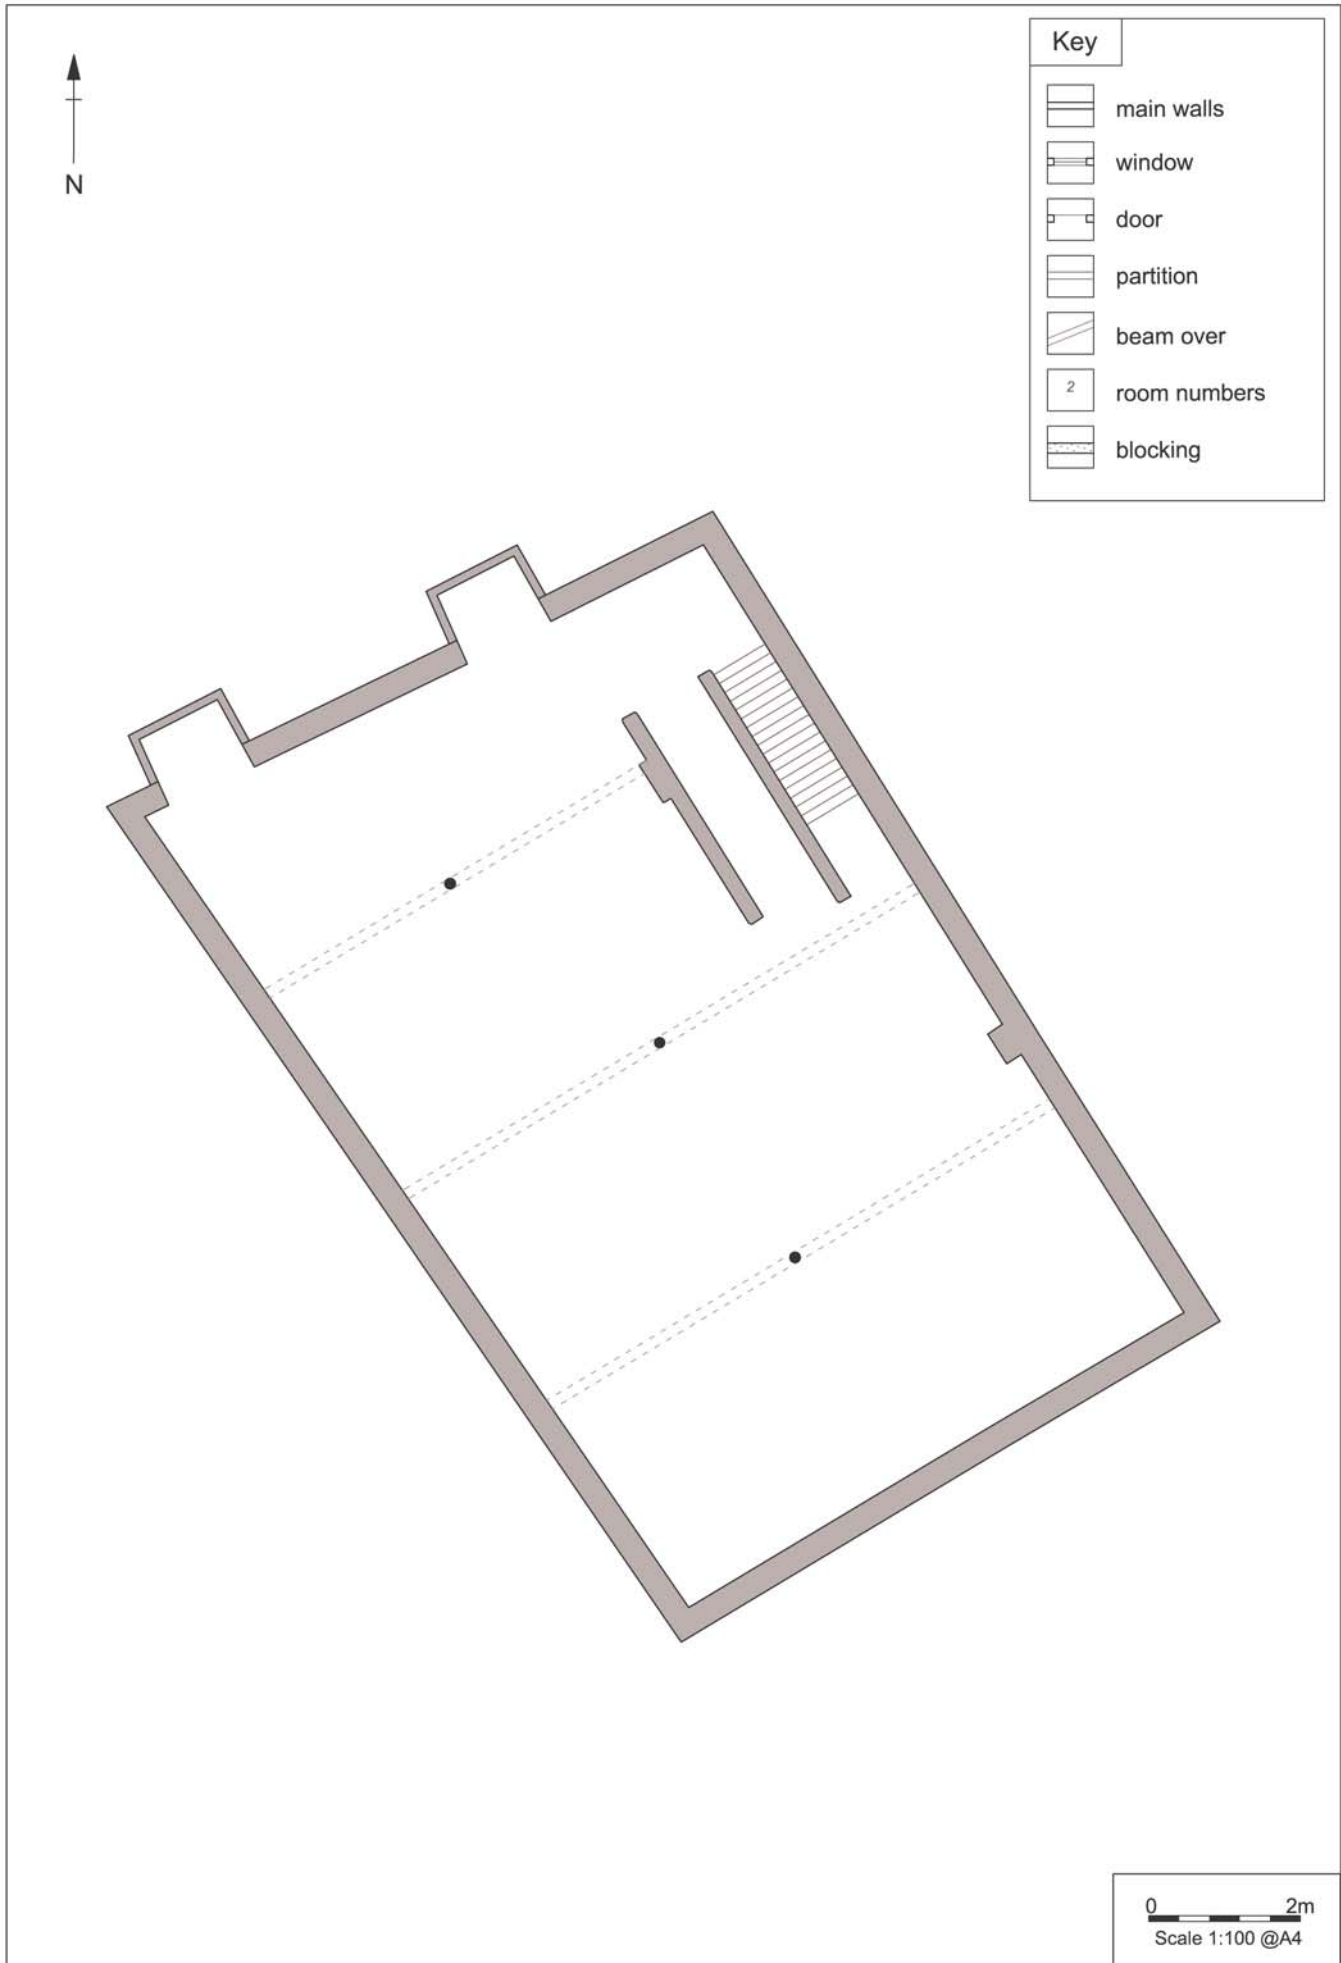 N
Key
main walls
window
door
partition
beam over
2
room numbers
blocking
0 2m
Scale 1:100 @A4